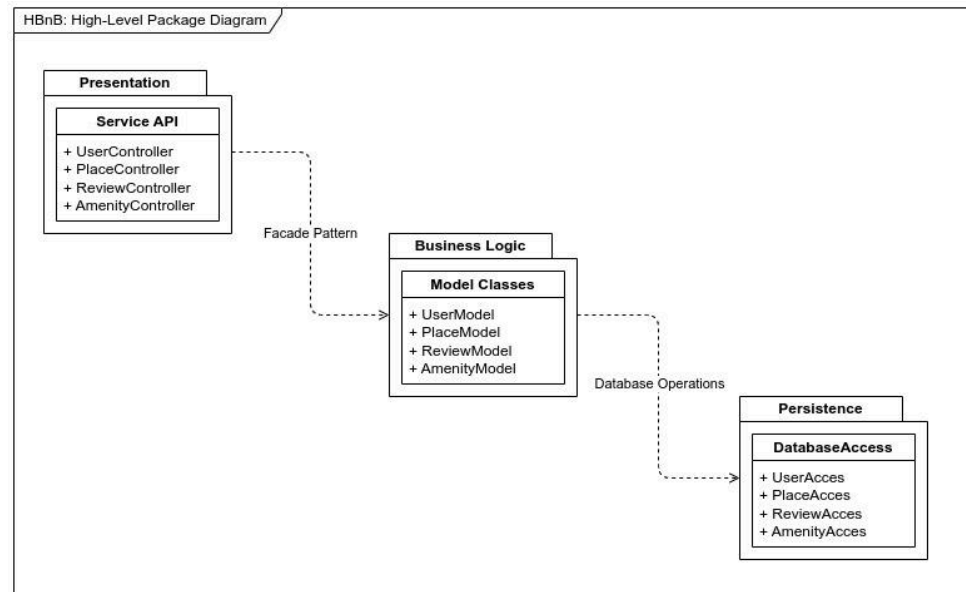 HBnB: High-Level Package Diagram
Presentation
Service API
+ UserController
+ PlaceController
+ ReviewController
+ AmenityController
Facade Pattern
Business Logic
Model Classes
+ UserModel
+ PlaceModel
+ ReviewModel
+ AmenityModel
Database Operations
Persistence
DatabaseAccess
+ UserAcces
+ PlaceAcces
+ ReviewAcces
+ AmenityAcces